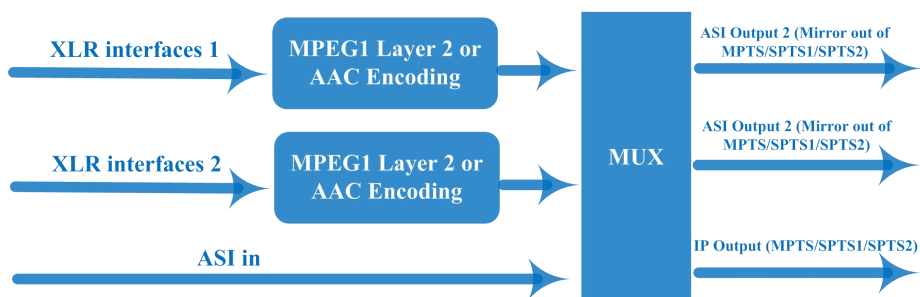 XLR interfaces 1
MPEG1 Layer 2 or
AAC Encoding
ASI Output 2 (Mirror out of
MPTS/SPTS1/SPTS2)
XLR interfaces 2
MPEG1 Layer 2 or
AAC Encoding
MUX
ASI Output 2 (Mirror out of
MPTS/SPTS1/SPTS2)
ASI in
IP Output (MPTS/SPTS1/SPTS2)